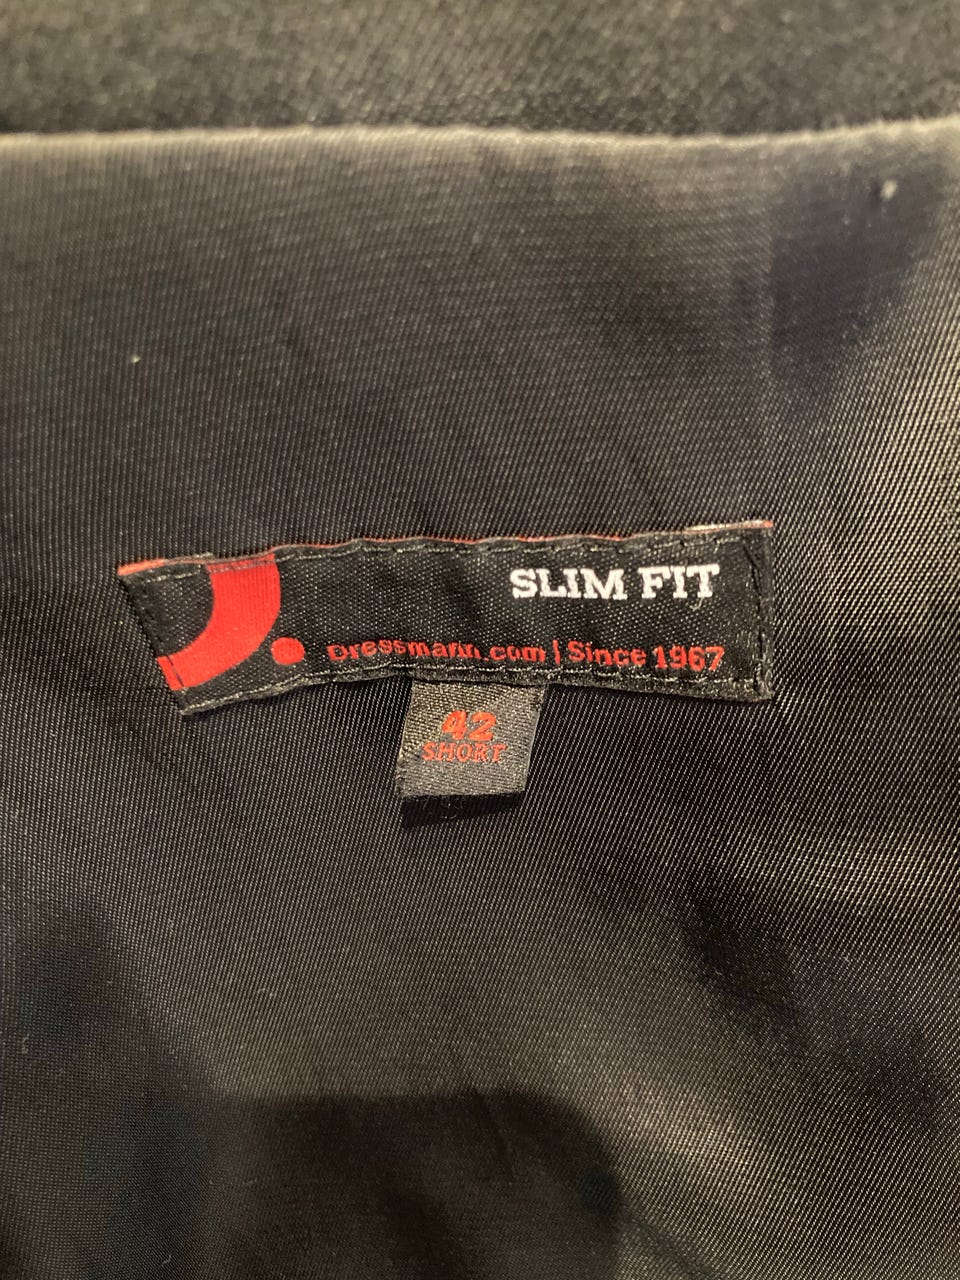 SLIM FIT
Dressmann.com | Since 1967
42
SHORT